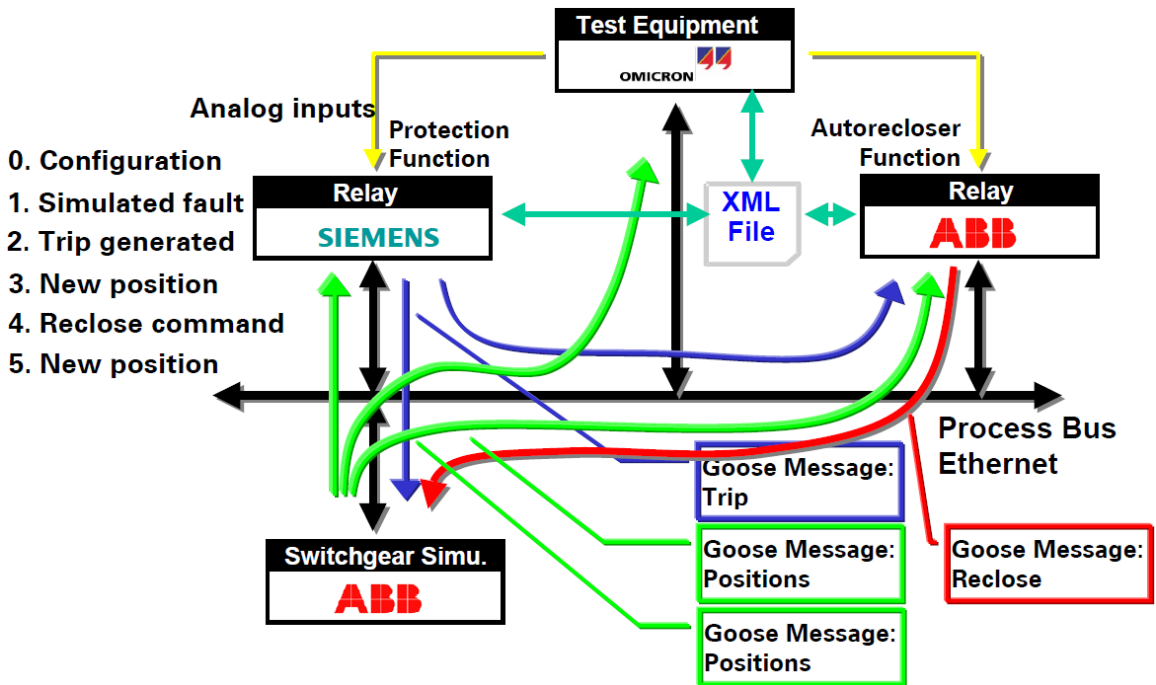 Test Equipment
OMICRON
Analog inputs
Protection
Function
Autorecloser
Function
0. Configuration
1. Simulated fault
2. Trip generated
3. New position
4. Reclose command
5. New position
Relay
SIEMENS
XML
File
Relay
ABB
Process Bus
Ethernet
Goose Message:
Trip
Switchgear Simu.
ABB
Goose Message:
Positions
Goose Message:
Reclose
Goose Message:
Positions